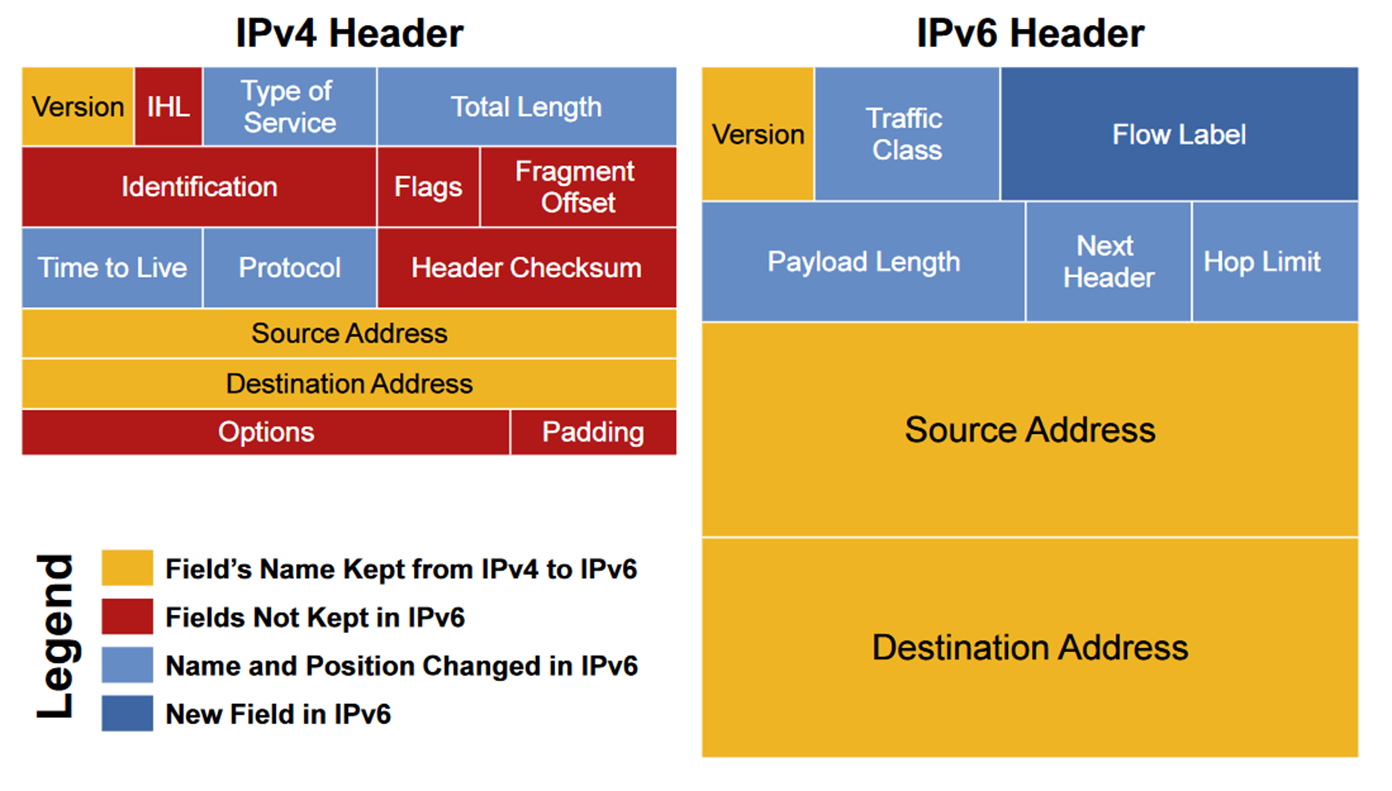 IPv4 Header
Version IHL Type of Service Total Length
Identification Flags Fragment Offset
Time to Live Protocol Header Checksum
Source Address
Destination Address
Options Padding
IPv6 Header
Version Traffic Class Flow Label
Payload Length Next Header Hop Limit
Source Address
Destination Address
Legend
Field's Name Kept from IPv4 to IPv6
Fields Not Kept in IPv6
Name and Position Changed in IPv6
New Field in IPv6